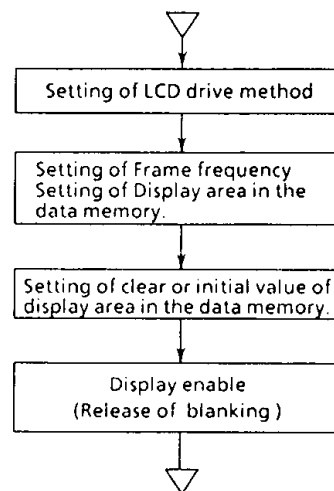 Setting of LCD drive method
Setting of Frame frequency
Setting of Display area in the
data memory.
Setting of clear or initial value of
display area in the data memory.
Display enable
(Release of blanking)